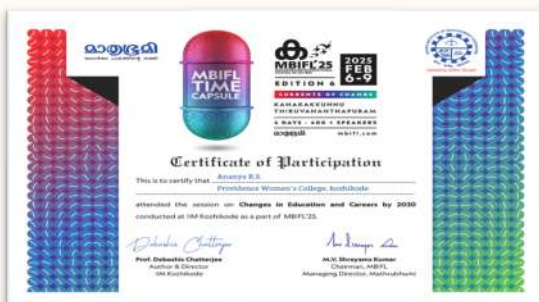 മാതൃഭൂമി
MBIFL
TIME
CAPSULE
MBIFL'25
EDITION 6
2025
FEB
6-9
CURRENTS OF CHANGE
KANAKAKKUNNU
THIRUVANANTHAPURAM
4 DAYS · 400 + SPEAKERS
മാതൃഭൂമി mbifl.com
Certificate of Participation
This is to certify that Ananya R.S.
Providence Women's College, kozhikode
attended the session on Changes in Education and Careers by 2030
conducted at IIM Kozhikode as a part of MBIFL'25.
Prof. Debashis Chatterjee
Author & Director
IIM Kozhikode
M.V. Shreyams Kumar
Chairman, MBIFL
Managing Director, Mathrubhumi